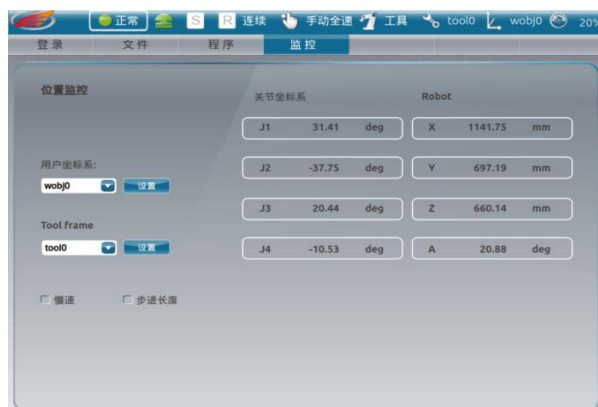 正常 S R 连续 手动全速 工具 tool0 wobj0 20%
登录 文件 程序 监控
位置监控
关节坐标系 Robot
J1 31.41 deg X 1141.75 mm
用户坐标系:
J2 -37.75 deg Y 697.19 mm
wobj0 设置
J3 20.44 deg Z 660.14 mm
Tool frame
tool0 设置
J4 -10.53 deg A 20.88 deg
慢速 步进长度